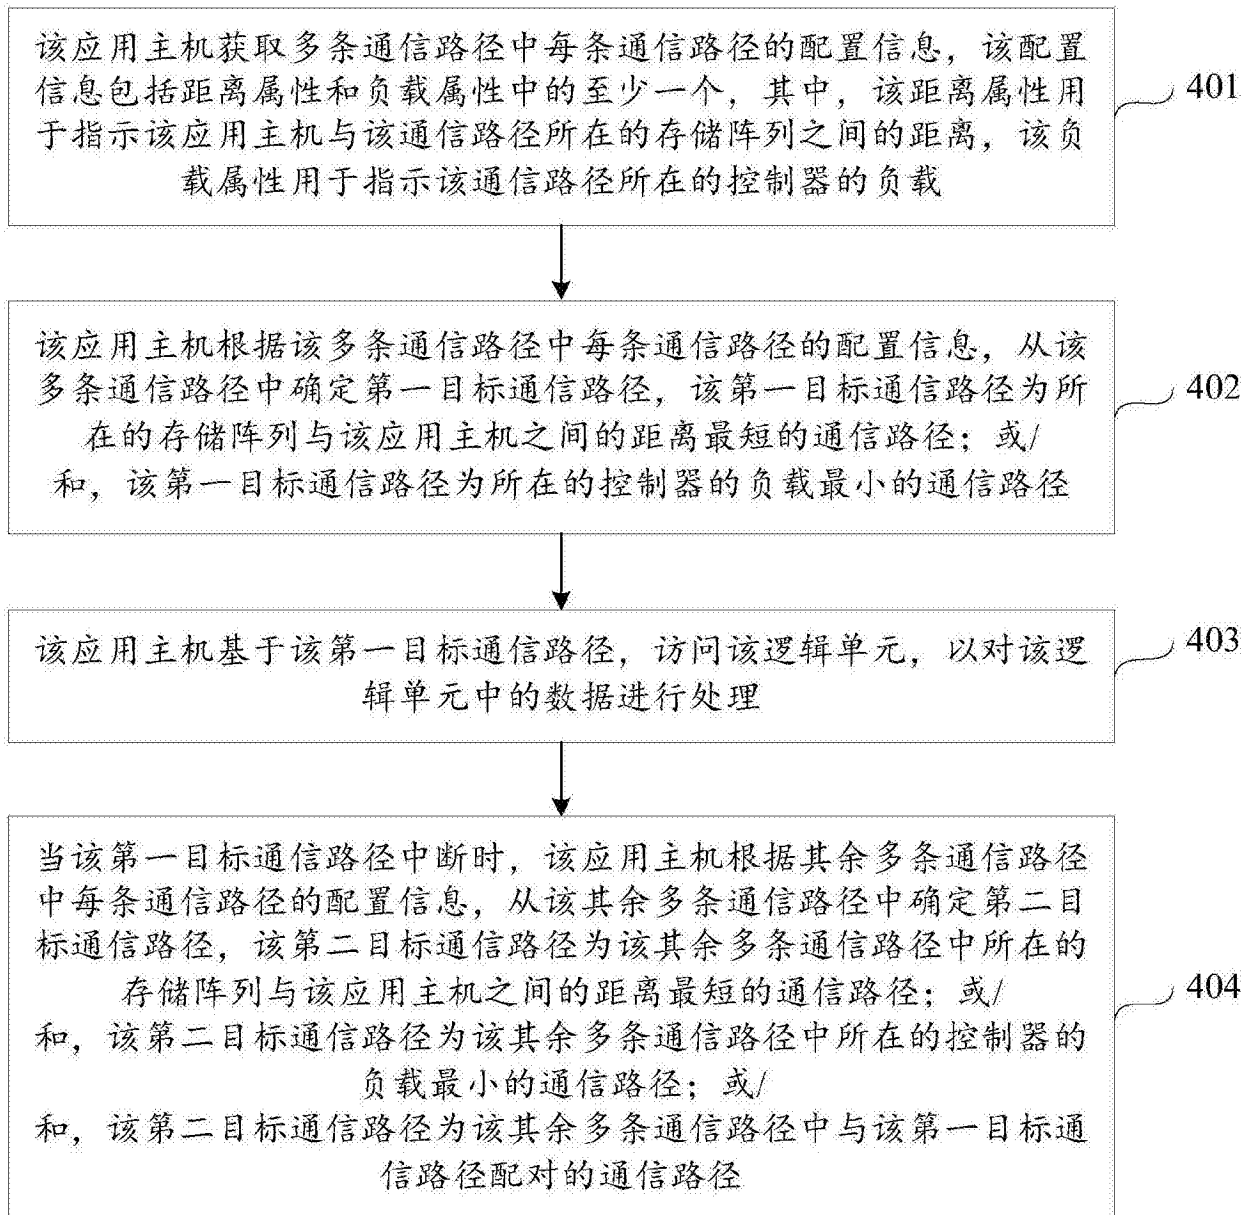 该应用主机获取多条通信路径中每条通信路径的配置信息，该配置
信息包括距离属性和负载属性中的至少一个，其中，该距离属性用
于指示该应用主机与该通信路径所在的存储阵列之间的距离，该负
载属性用于指示该通信路径所在的控制器的负载
401
该应用主机根据该多条通信路径中每条通信路径的配置信息，从该
多条通信路径中确定第一目标通信路径，该第一目标通信路径为所
在的存储阵列与该应用主机之间的距离最短的通信路径；或/
和，该第一目标通信路径为所在的控制器的负载最小的通信路径
402
该应用主机基于该第一目标通信路径，访问该逻辑单元，以对该逻
辑单元中的数据进行处理
403
当该第一目标通信路径中断时，该应用主机根据其余多条通信路径
中每条通信路径的配置信息，从该其余多条通信路径中确定第二目
标通信路径，该第二目标通信路径为该其余多条通信路径中所在的
存储阵列与该应用主机之间的距离最短的通信路径；或/
和，该第二目标通信路径为该其余多条通信路径中所在的控制器的
负载最小的通信路径；或/
和，该第二目标通信路径为该其余多条通信路径中与该第一目标通
信路径配对的通信路径
404